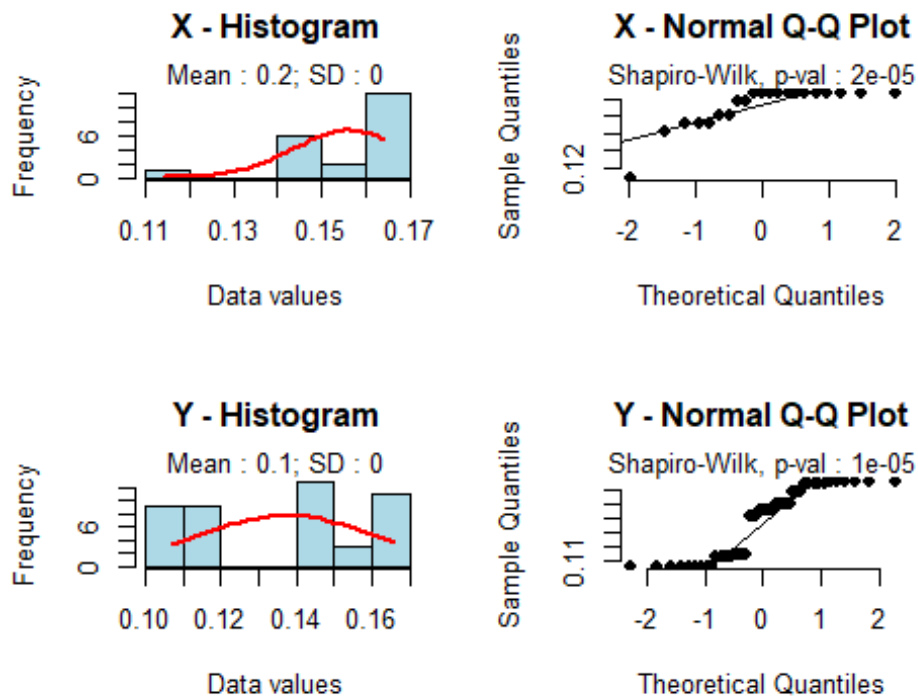 X - Histogram
Mean : 0.2; SD : 0
Frequency
6
0
0.11 0.13 0.15 0.17
Data values
X - Normal Q-Q Plot
Shapiro-Wilk, p-val : 2e-05
Sample Quantiles
0.12
-2 -1 0 1 2
Theoretical Quantiles
Y - Histogram
Mean : 0.1; SD : 0
Frequency
6
0
0.10 0.12 0.14 0.16
Data values
Y - Normal Q-Q Plot
Shapiro-Wilk, p-val : 1e-05
Sample Quantiles
0.11
-2 -1 0 1 2
Theoretical Quantiles